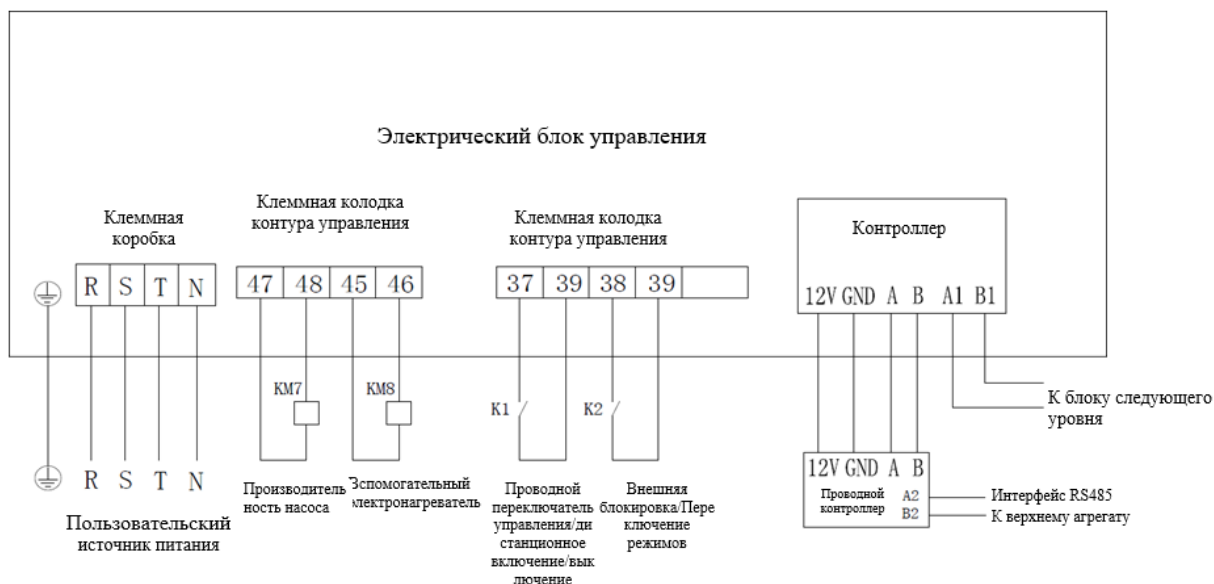 Электрический блок управления
Клеммная
коробка
Клеммная колодка
контура управления
Клеммная колодка
контура управления
Контроллер
R S T N
47 48 45 46
37 39 38 39
12V GND A B A1 B1
KM7
KM8
K1
K2
К блоку следующего
уровня
R S T N
Пользовательский
источник питания
Производитель
ность насоса
Вспомогательный
электронагреватель
Проводной
переключатель
управления/ди
станционное
включение/вык
лючение
Внешняя
блокировка/Пере
ключение
режимов
12V GND A B
Проводной
контроллер
A2
B2
Интерфейс RS485
К верхнему агрегату